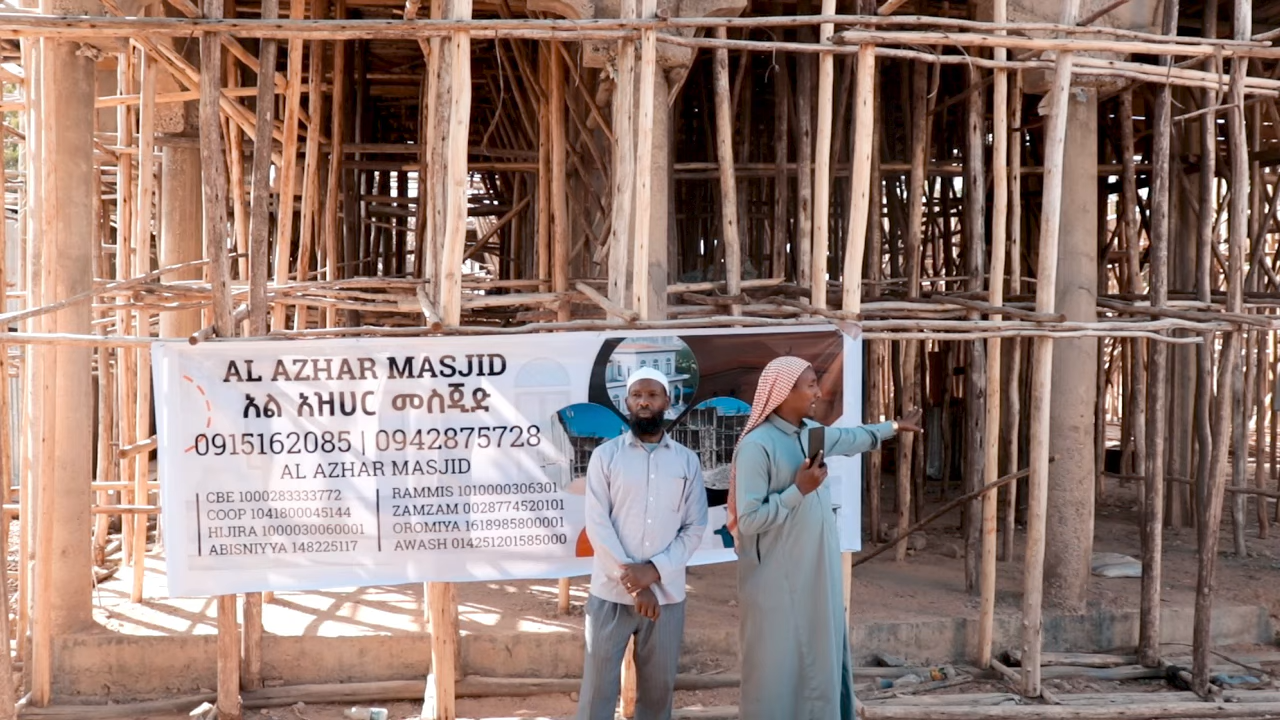 AL AZHAR MASJID
አል አዝሀር መስጂድ
0915162085 | 0942875728
AL AZHAR MASJID
CBE 1000283333772
COOP 1041800045144
HIJIRA 1000030060001
ABISNIYYA 148225117
RAMMIS 1010000306301
ZAMZAM 0028774520101
OROMIYA 1618985800001
AWASH 014251201585000